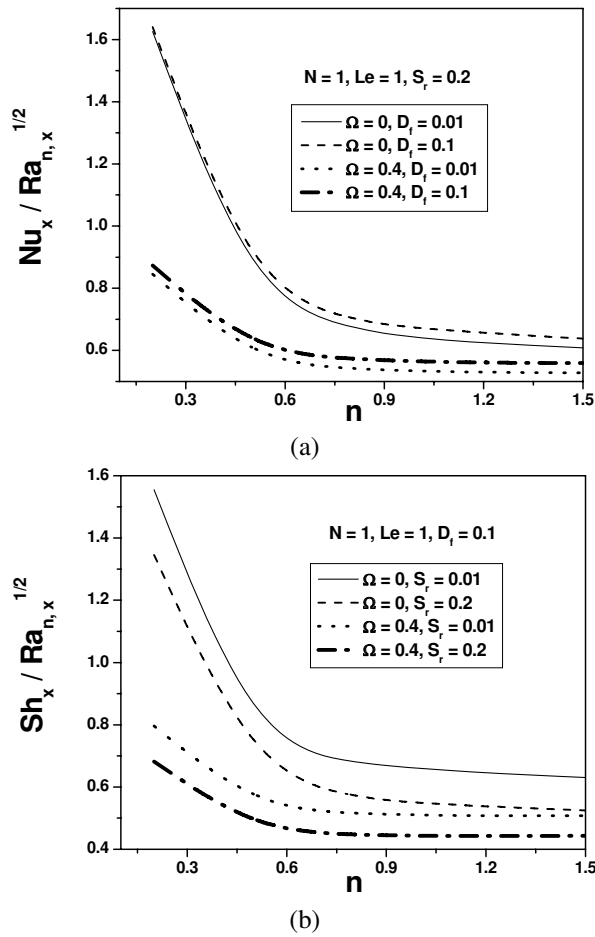 1.6
1.4
1.2
1.0
0.8
0.6
Nu_x / Ra_{n, x}^{1/2}
N = 1, Le = 1, S_r = 0.2
Ω = 0, D_f = 0.01
Ω = 0, D_f = 0.1
Ω = 0.4, D_f = 0.01
Ω = 0.4, D_f = 0.1
0.3 0.6 0.9 1.2 1.5
n
(a)
1.6
1.4
1.2
1.0
0.8
0.6
0.4
Sh_x / Ra_{n, x}^{1/2}
N = 1, Le = 1, D_f = 0.1
Ω = 0, S_r = 0.01
Ω = 0, S_r = 0.2
Ω = 0.4, S_r = 0.01
Ω = 0.4, S_r = 0.2
0.3 0.6 0.9 1.2 1.5
n
(b)